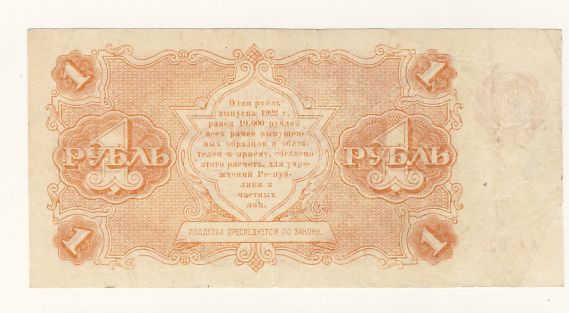 1 1
Один рубль
выпуска 1922 г.
равен 10.000 рублей
всех ранее выпущен-
ных образцов и обяза-
телен к приему, согласно
этого расчета, для учре-
ждений Респуб-
лики и
частных
лиц.
1 РУБЛЬ 1 РУБЛЬ
ПОДДЕЛКА ПРЕСЛЕДУЕТСЯ ПО ЗАКОНУ.
1 1